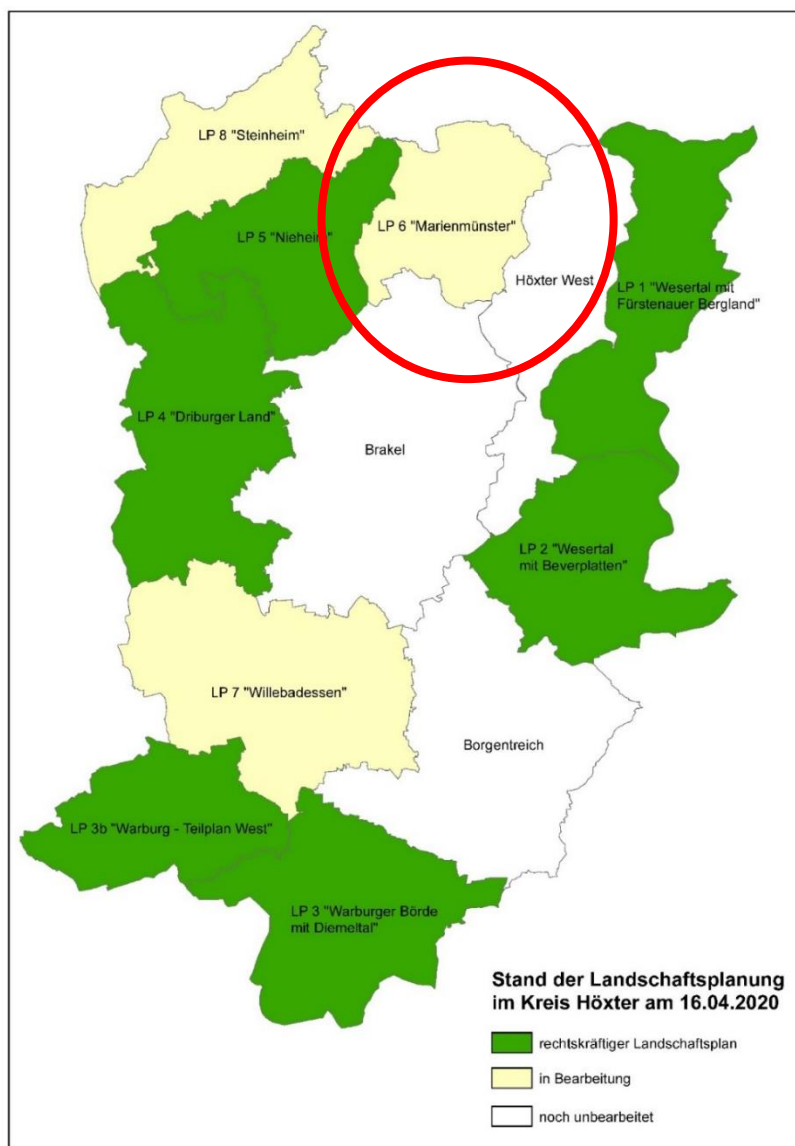 LP 8 "Steinheim"
LP 5 "Nieheim"
LP 6 "Marienmünster"
Höxter West
LP 1 "Wesertal mit
Fürstenauer Bergland"
LP 4 "Driburger Land"
Brakel
LP 2 "Wesertal
mit Beverplatten"
LP 7 "Willebadessen"
Borgentreich
LP 3b "Warburg - Teilplan West"
LP 3 "Warburger Börde
mit Diemeltal"
Stand der Landschaftsplanung
im Kreis Höxter am 16.04.2020
rechtskräftiger Landschaftsplan
in Bearbeitung
noch unbearbeitet